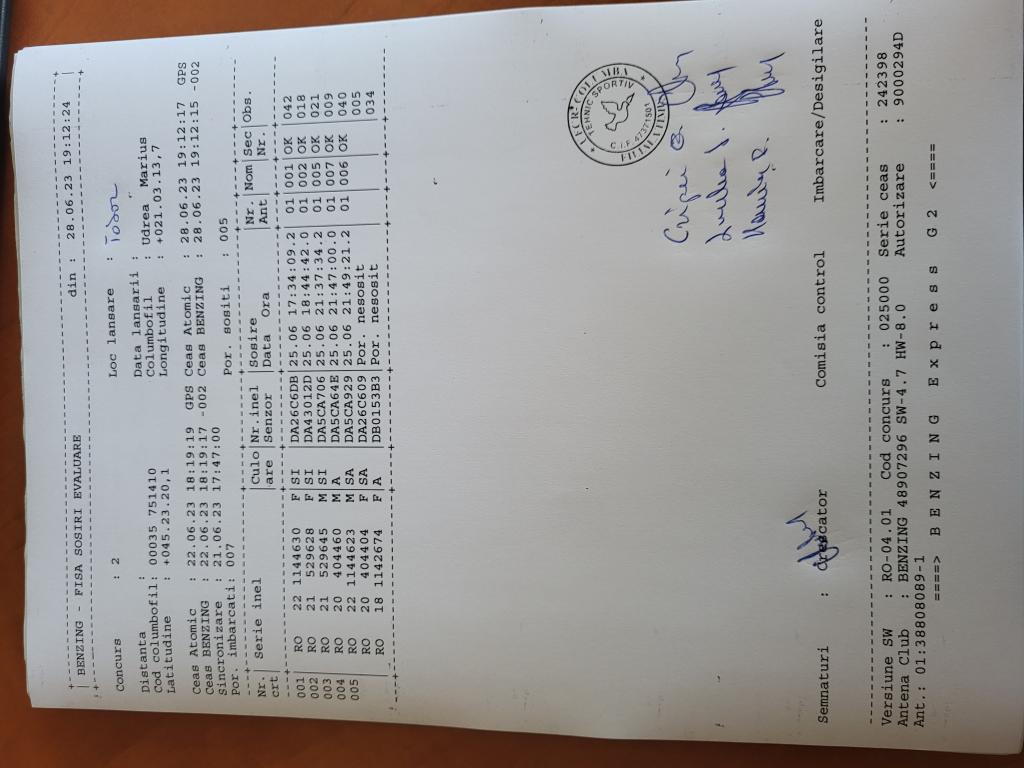 BENZING - FISA SOSIRI EVALUARE din : 28.06.23 19:12:24
Concurs : 2 Loc lansare : Todor
Distanta : Data lansarii :
Cod columbofil: 00035 751410 Columbofil : Udrea Marius
Latitudine : +045.23.20,1 Longitudine : +021.03.13,7
Ceas Atomic : 22.06.23 18:19:19 GPS Ceas Atomic : 28.06.23 19:12:17 GPS
Ceas BENZING : 22.06.23 18:19:17 -002 Ceas BENZING : 28.06.23 19:12:15 -002
Sincronizare : 21.06.23 17:47:00
Por. imbarcati: 007 Por. sositi : 005
Nr.| Serie inel |Culo|Nr.inel |Sosire |Nr. |Nom|Sec|Obs.
crt |are |Senzor |Data Ora |Ant | |Nr.|
001 | RO 22 1144630 F SI |DA26C6DB|25.06 17:34:09.2|01|001|OK |042
002 | RO 21 529628 F SI |DA43012D|25.06 18:44:42.0|01|002|OK |018
003 | RO 21 529645 M SI |DA5CA706|25.06 21:37:34.2|01|005|OK |021
004 | RO 20 404460 M A |DA5CA64E|25.06 21:47:00.0|01|007|OK |009
005 | RO 22 1144623 M SA |DA5CA929|25.06 21:49:21.2|01|006|OK |040
RO 20 404404 F SA |DA26C609|Por. nesosit |005
RO 18 1142674 F A |DB0153B3|Por. nesosit |034
COLUMBA
TEHNIC SPORTIV
C.I.F. 47371501
FILIALA TIMIS
Semnaturi : crescator Comisia control Imbarcare/Desigilare
Versiune SW : RO-04.01 Cod concurs : 025000 Serie ceas : 242398
Antena Club : BENZING 48907296 SW-4.7 HW-8.0 Autorizare : 9000294D
Ant.: 01:38808089-1
====> B E N Z I N G E x p r e s s G 2 <====